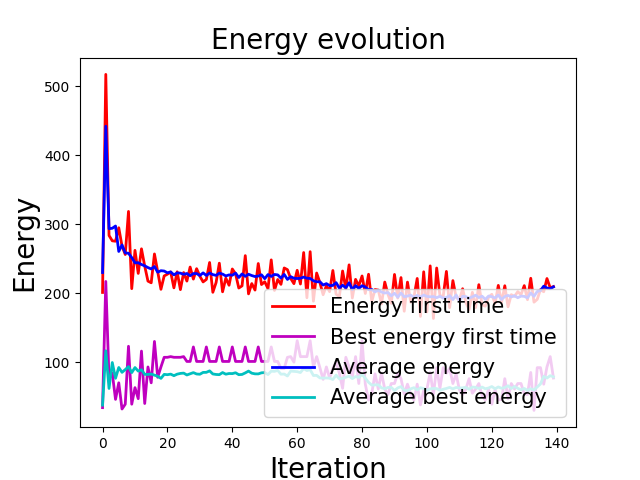 Energy evolution
Energy
500
400
300
200
100
Energy first time
Best energy first time
Average energy
Average best energy
0 20 40 60 80 100 120 140
Iteration